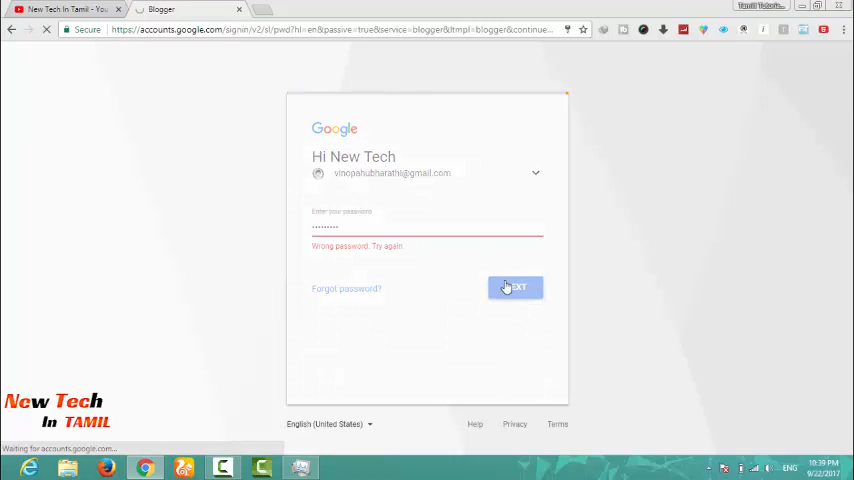 New Tech In Tamil - You
Blogger
Tamil Tutoria...
Secure
https://accounts.google.com/signin/v2/sl/pwd?hl=en&passive=true&service=blogger&ltmpl=blogger&continue...
Google
Hi New Tech
vinopahubharathi@gmail.com
Enter your password
Wrong password. Try again
Forgot password?
English (United States)
Help
Privacy
Terms
New Tech
In TAMIL
Waiting for accounts.google.com...
ENG
10:39 PM
9/22/2017